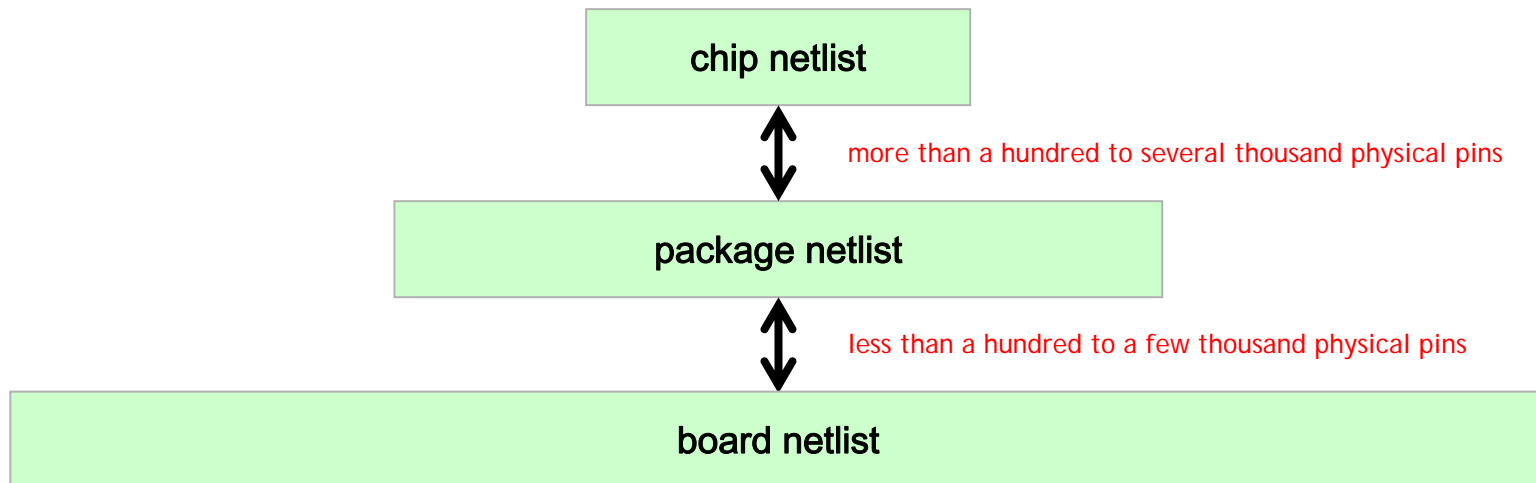 chip netlist
more than a hundred to several thousand physical pins
package netlist
less than a hundred to a few thousand physical pins
board netlist